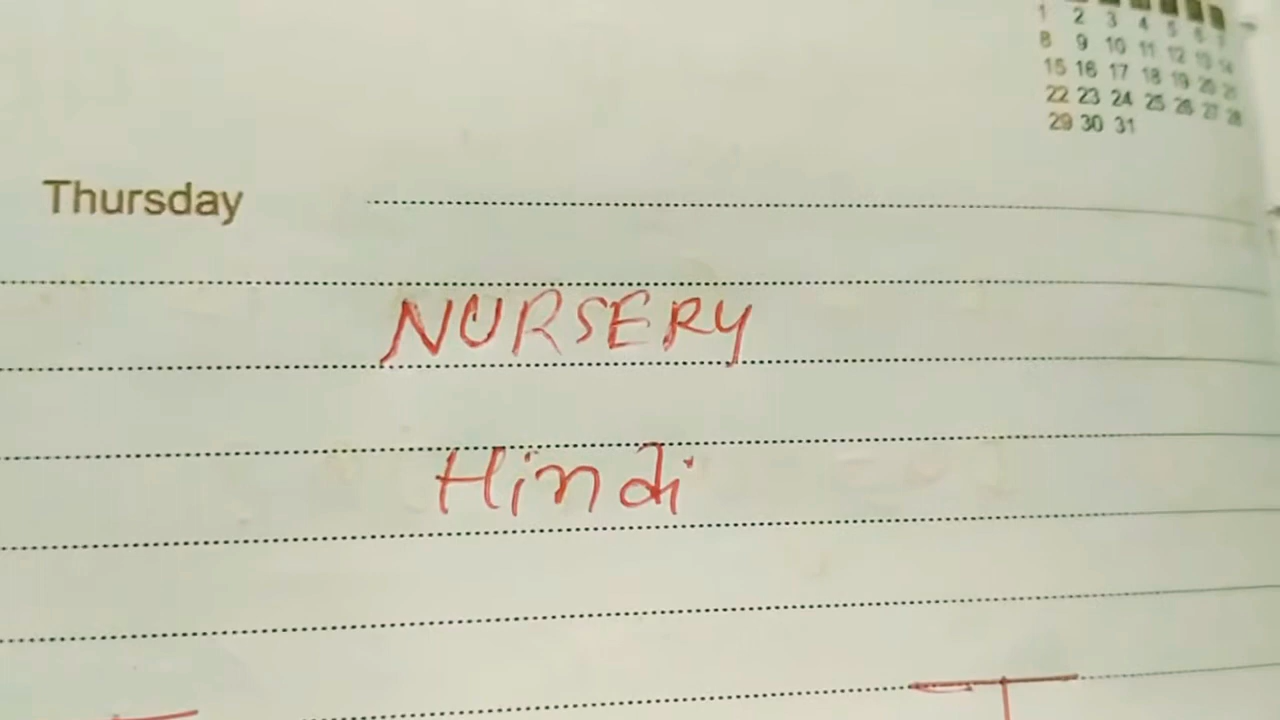 1 2 3 4 5 6 7
8 9 10 11 12 13 14
15 16 17 18 19 20 21
22 23 24 25 26 27 28
29 30 31
Thursday
NURSERY
Hindi